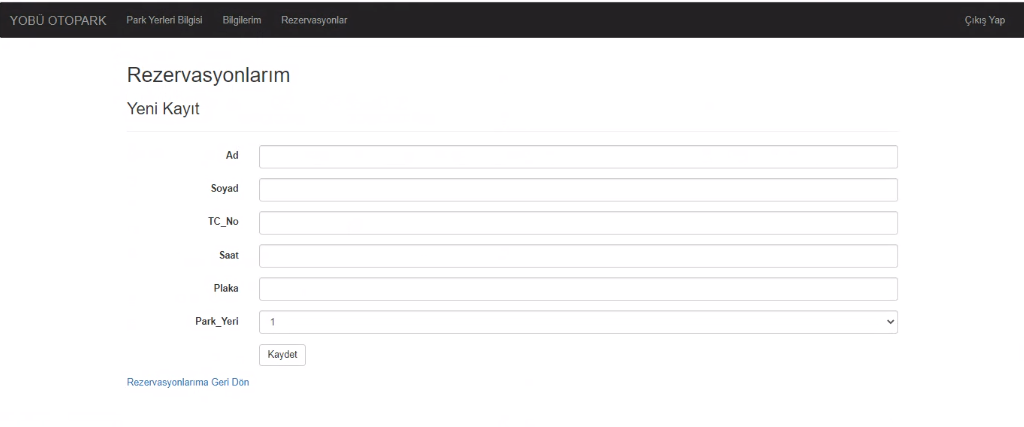 YOBÜ OTOPARK Park Yerleri Bilgisi Bilgilerim Rezervasyonlar Çıkış Yap
Rezervasyonlarım
Yeni Kayıt
Ad
Soyad
TC_No
Saat
Plaka
Park_Yeri 1
Kaydet
Rezervasyonlarıma Geri Dön